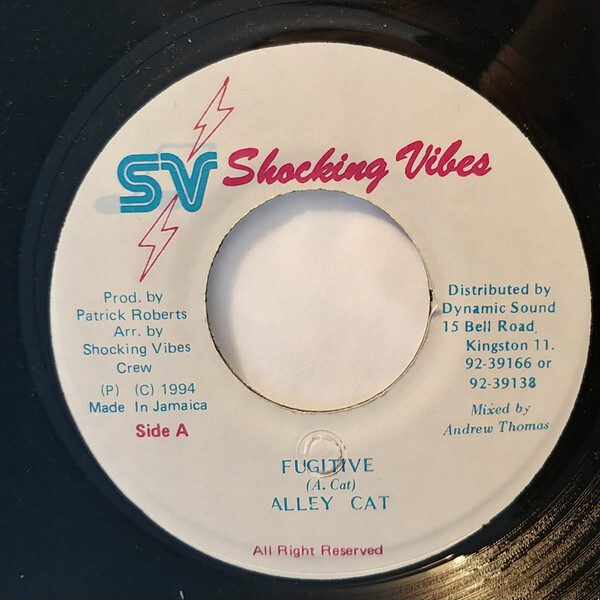 SV Shocking Vibes
Prod. by
Patrick Roberts
Arr. by
Shocking Vibes
Crew
(P) (C) 1994
Made In Jamaica
Side A
Distributed by
Dynamic Sound
15 Bell Road
Kingston 11.
92-39166 or
92-39138
Mixed by
Andrew Thomas
FUGITIVE
(A. Cat)
ALLEY CAT
All Right Reserved